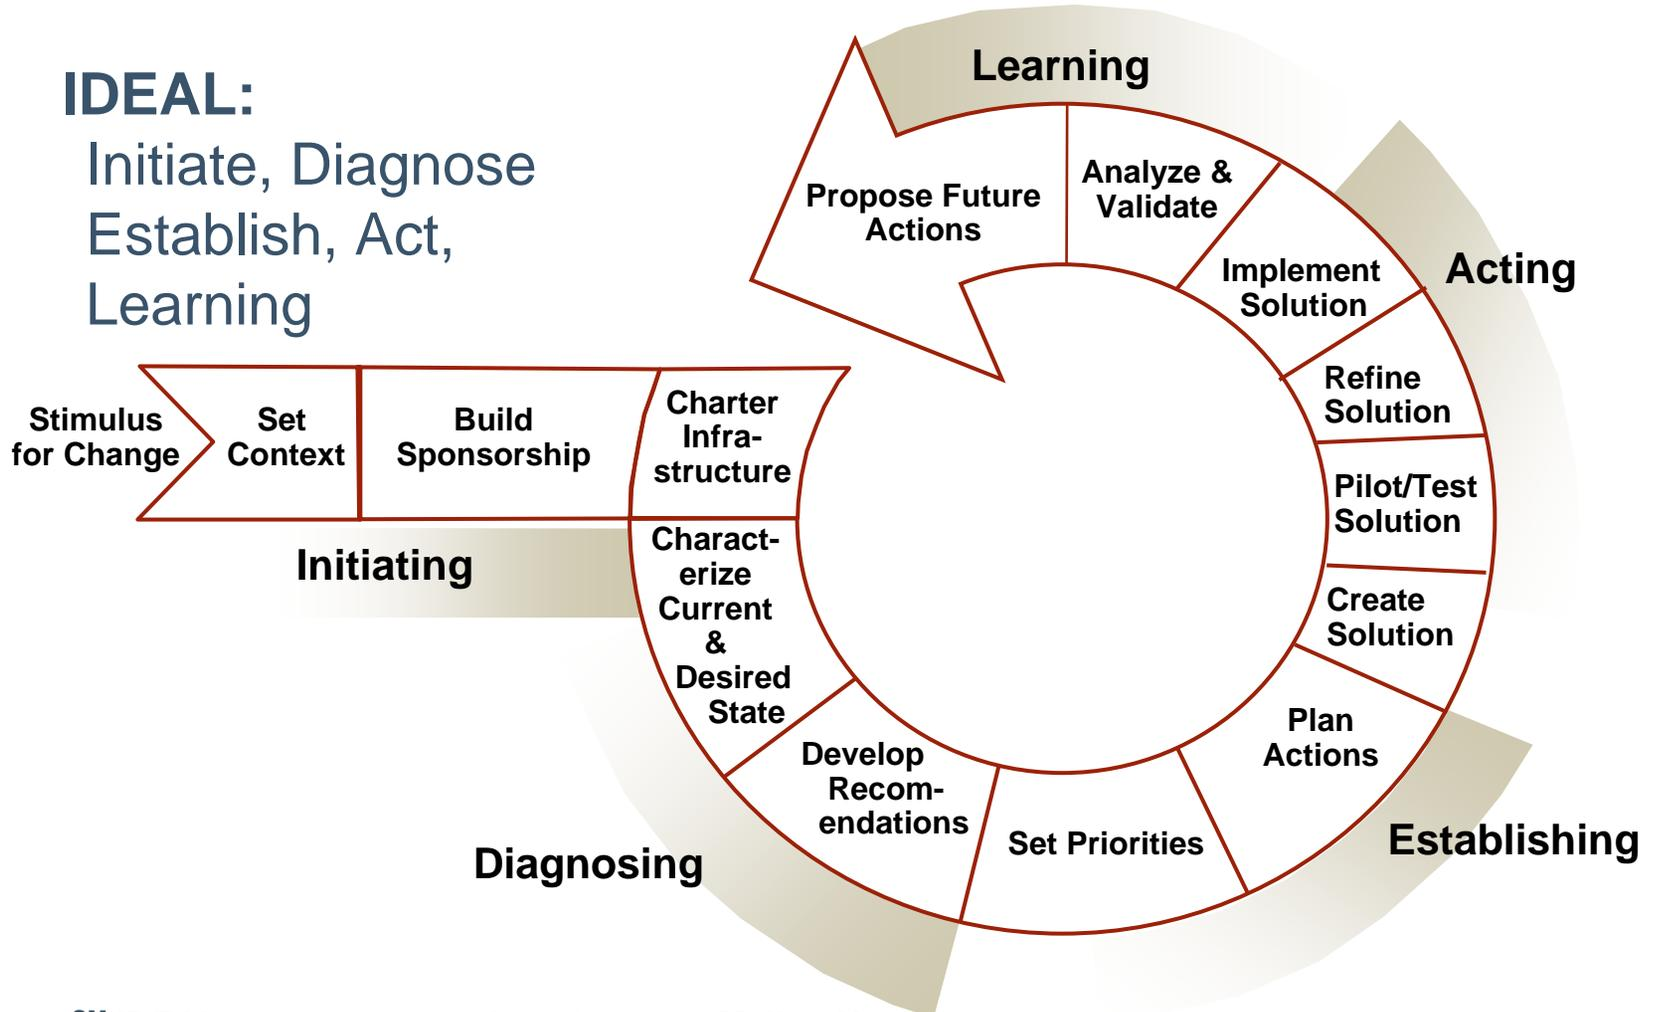 IDEAL:
Initiate, Diagnose
Establish, Act,
Learning
Stimulus
for Change
Set
Context
Build
Sponsorship
Charter
Infra-
structure
Initiating
Charact-
erize
Current
&
Desired
State
Develop
Recom-
endations
Diagnosing
Set Priorities
Plan
Actions
Establishing
Create
Solution
Pilot/Test
Solution
Refine
Solution
Implement
Solution
Acting
Analyze &
Validate
Propose Future
Actions
Learning